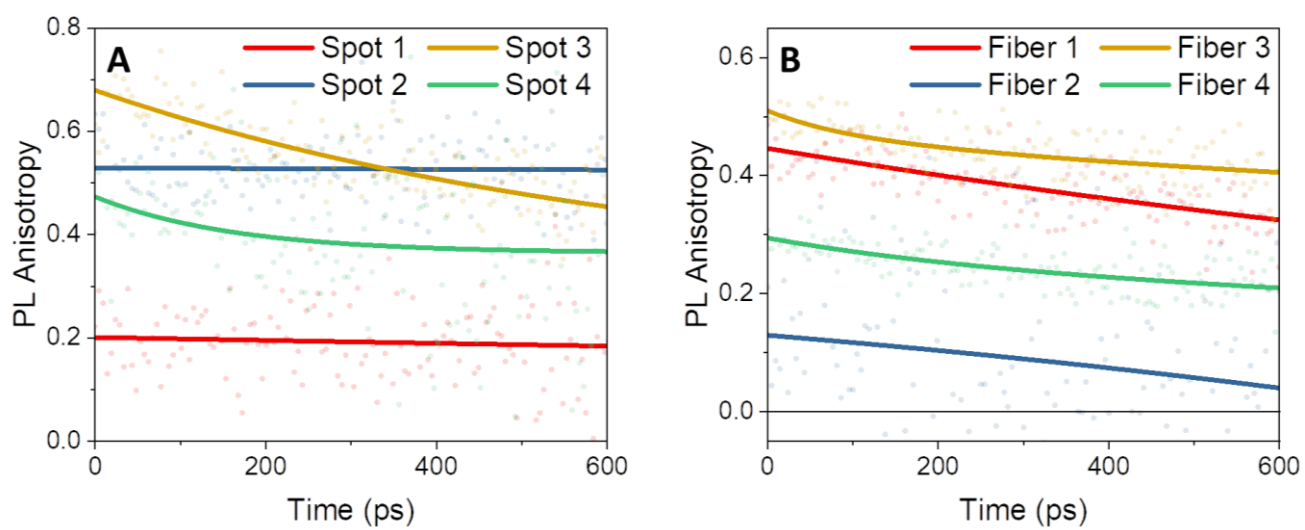 A
Spot 1 Spot 3
Spot 2 Spot 4
0.8
0.6
0.4
0.2
0.0
PL Anisotropy
0 200 400 600
Time (ps)
B
Fiber 1 Fiber 3
Fiber 2 Fiber 4
0.6
0.4
0.2
0.0
PL Anisotropy
0 200 400 600
Time (ps)